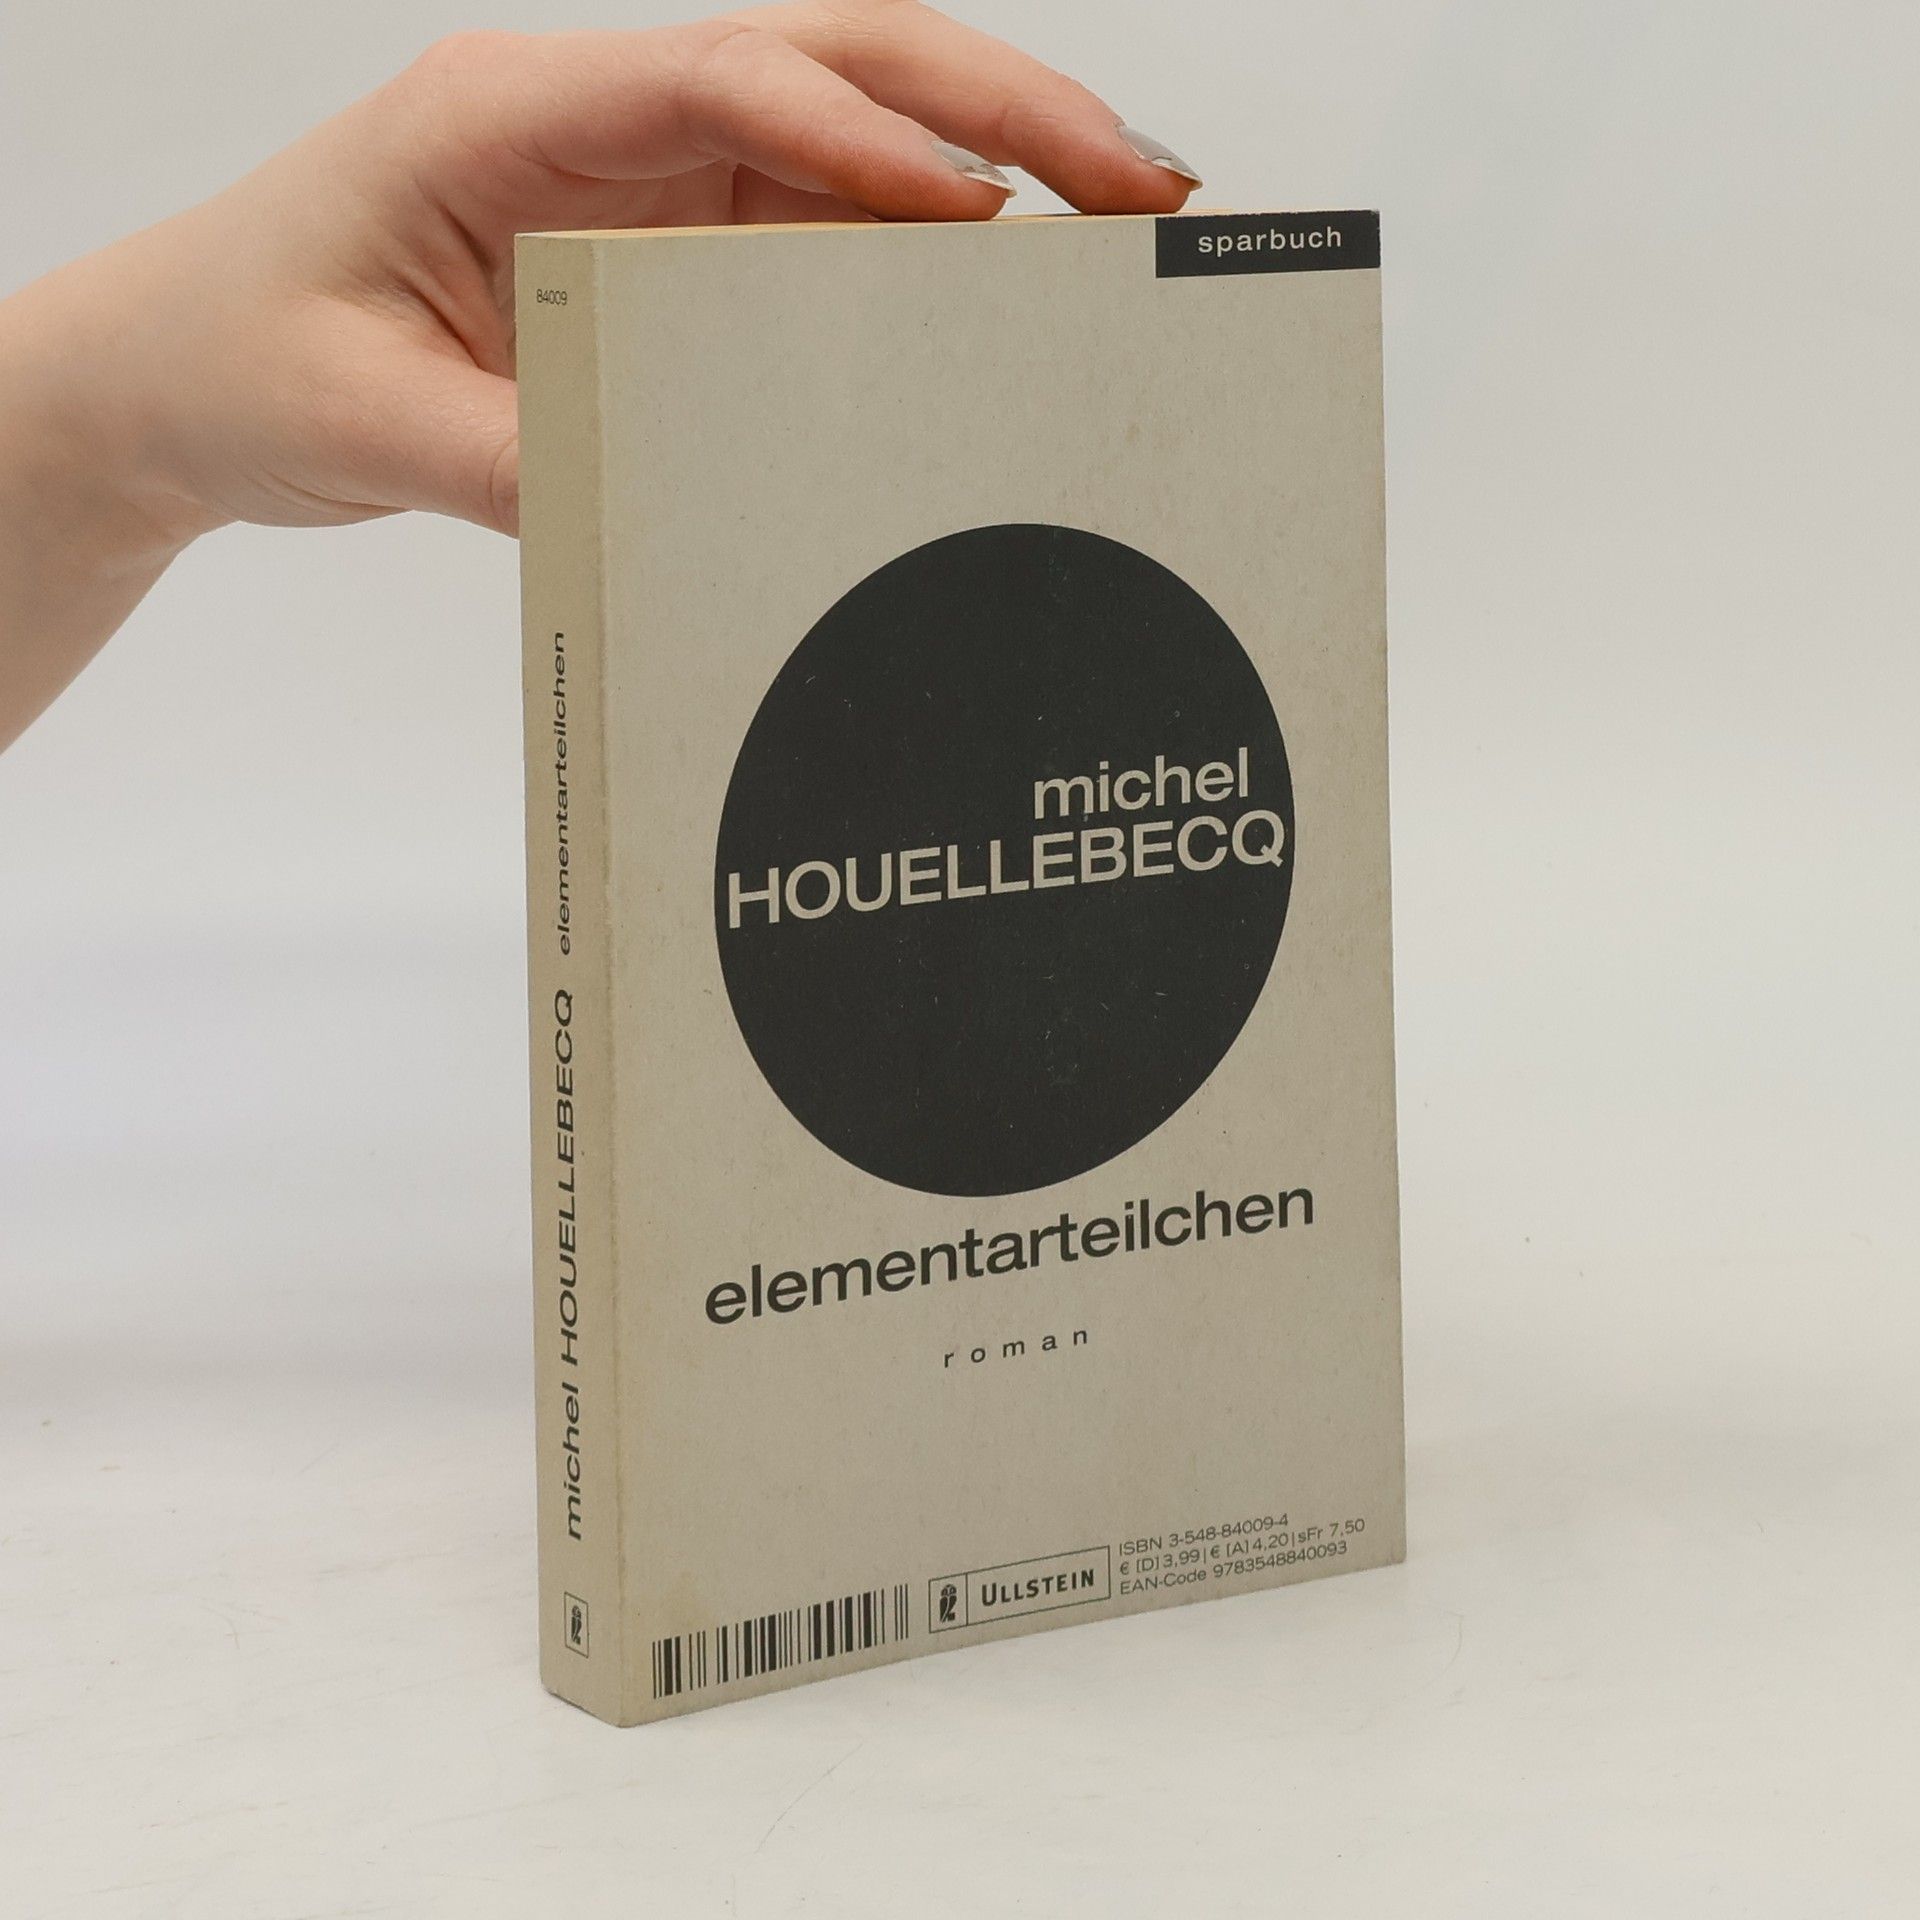 84009
michel HOUELLEBECQ elementarteilchen
sparbuch
michel
HOUELLEBECQ
elementarteilchen
roman
ULLSTEIN
ISBN 3-548-84009-4
€ [D] 3,99 | € [A] 4,20 | sFr 7,50
EAN-Code 9783548840093